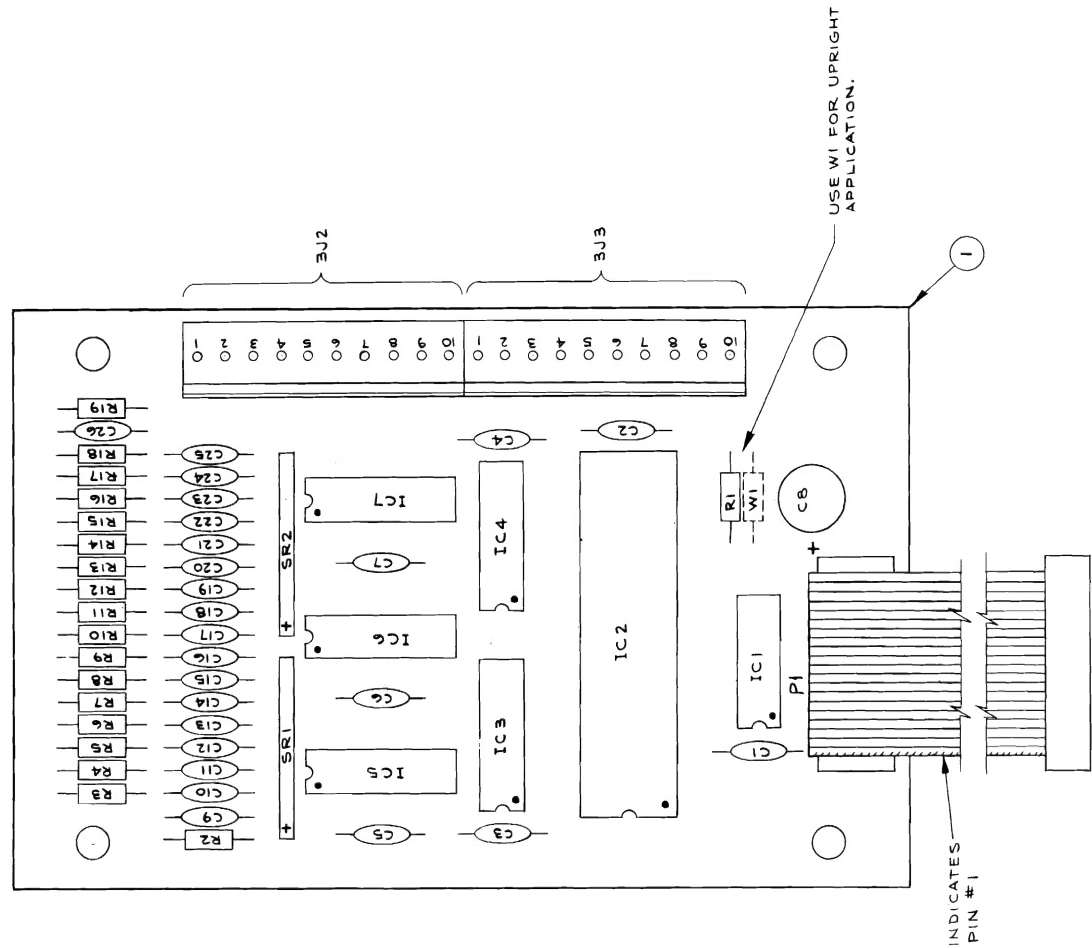 USE W1 FOR UPRIGHT
APPLICATION.
3J2
3J3
1
1
2
3
4
5
6
7
8
9
10
1
2
3
4
5
6
7
8
9
10
R19
C26
R18
R17
R16
R15
R14
R13
R12
R11
R10
R9
R8
R7
R6
R5
R4
R3
C25
C24
C23
C22
C21
C20
C19
C18
C17
C16
C15
C14
C13
C12
C11
C10
C9
R2
SR2
+
SR1
+
IC7
C7
IC6
C6
IC5
C5
C4
IC4
IC3
C3
C2
IC2
R1
W1
C8
+
IC1
P1
C1
INDICATES
PIN #1